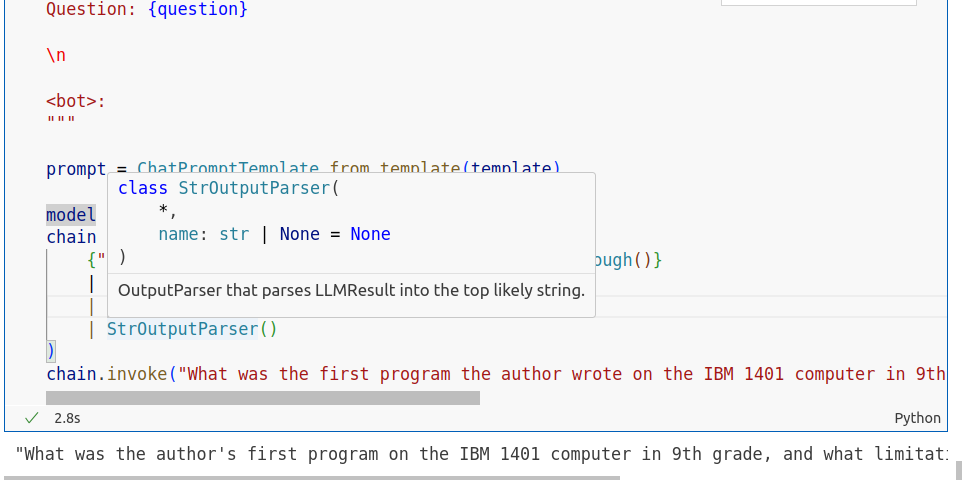 Question: {question}
\n
<bot>:
"""
prompt = ChatPromptTemplate.from_template(template)
class StrOutputParser(
*,
name: str | None = None
)
OutputParser that parses LLMResult into the top likely string.
model
chain
{" ough()}
|
|
| StrOutputParser()
)
chain.invoke("What was the first program the author wrote on the IBM 1401 computer in 9th
2.8s
Python
"What was the author's first program on the IBM 1401 computer in 9th grade, and what limitati